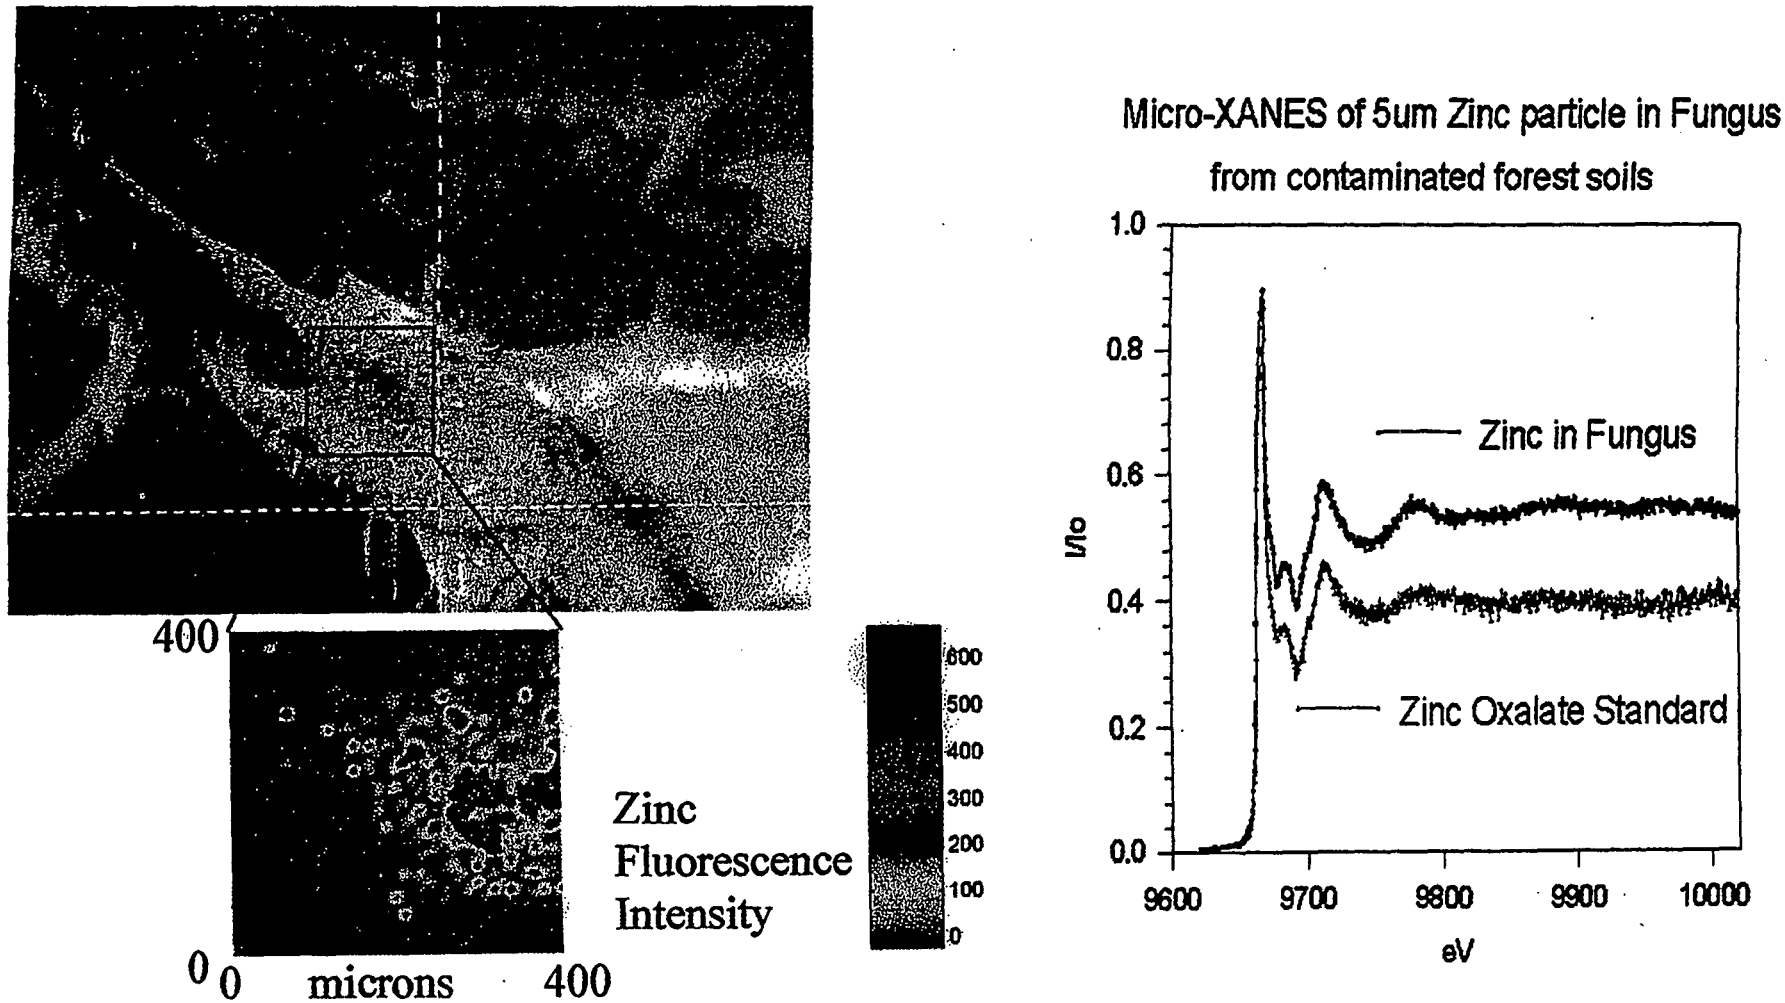 Micro-XANES of 5um Zinc particle in Fungus
from contaminated forest soils
1.0
0.8
0.6
0.4
0.2
0.0
I/Io
Zinc in Fungus
Zinc Oxalate Standard
9600
9700
9800
9900
10000
eV
400
0
0
microns
400
Zinc
Fluorescence
Intensity
600
500
400
300
200
100
0